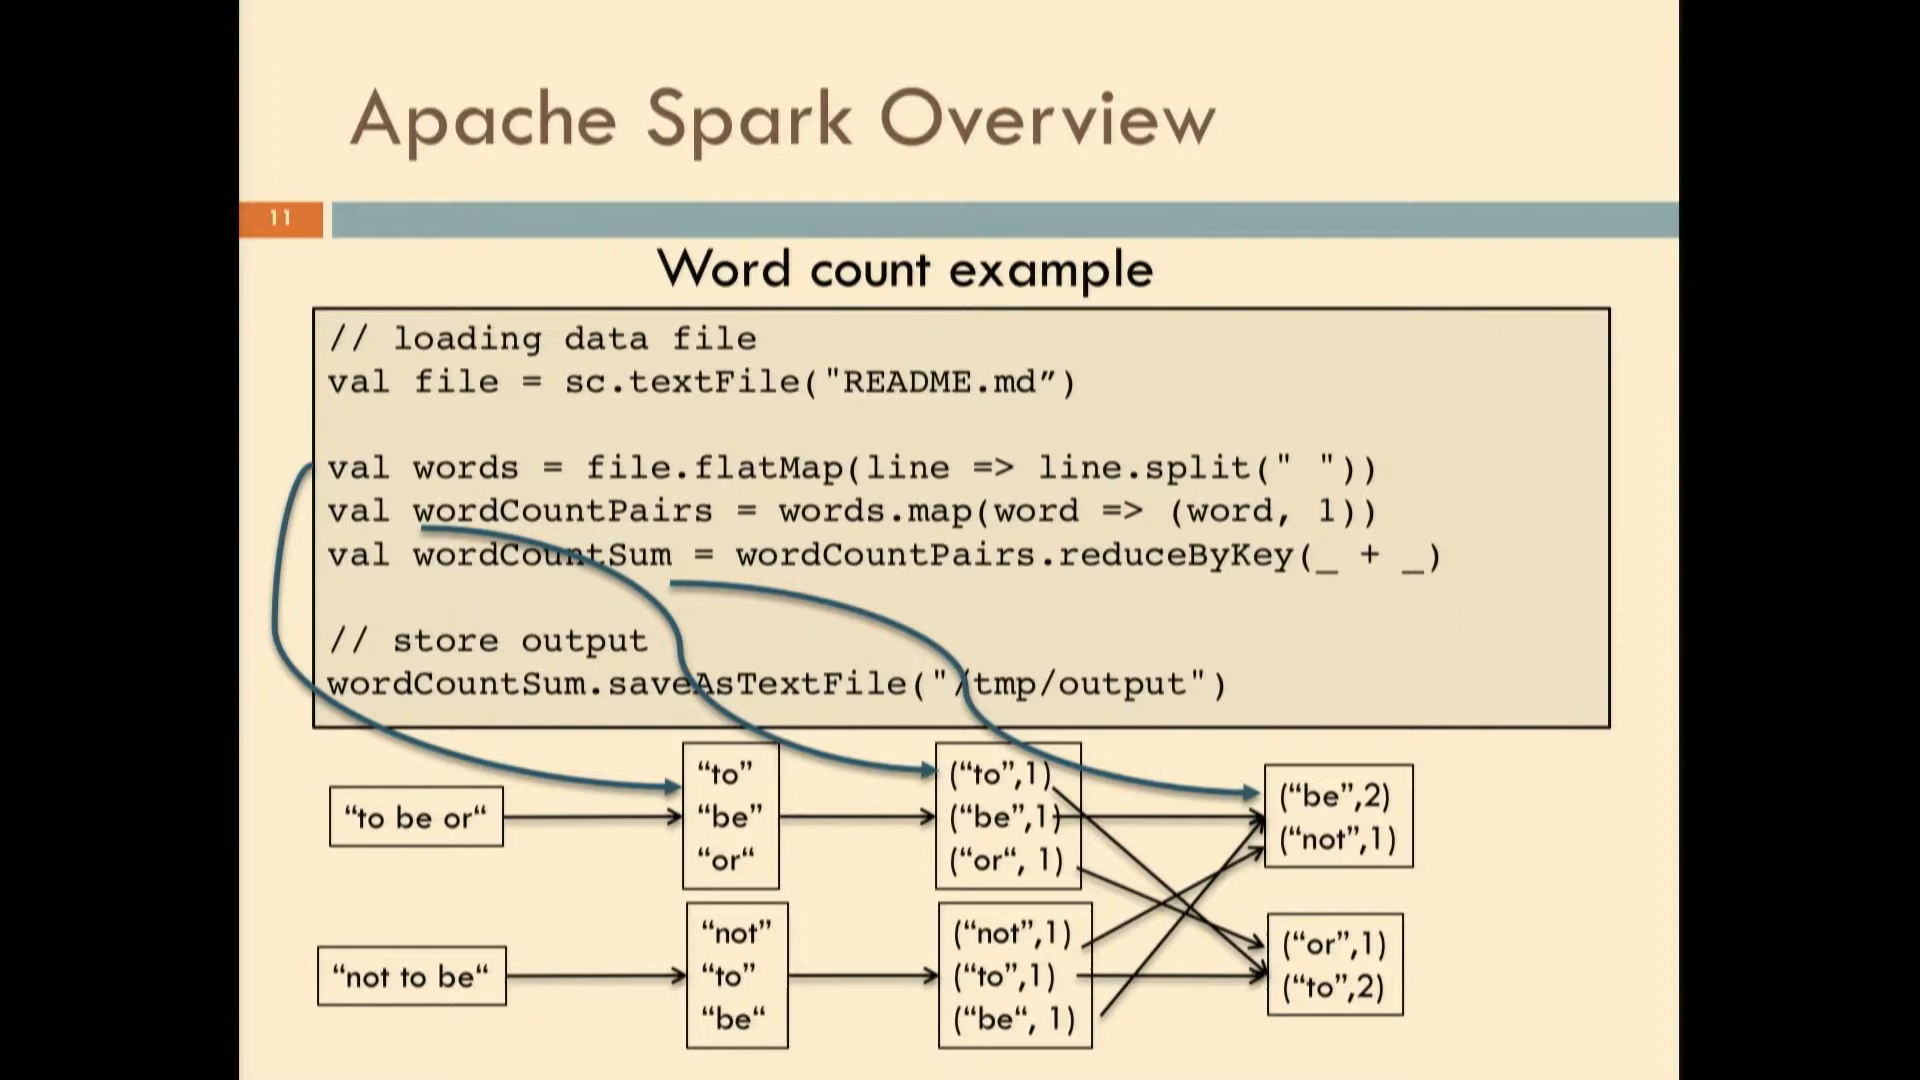 Apache Spark Overview
11
Word count example
// loading data file
val file = sc.textFile("README.md”)
val words = file.flatMap(line => line.split(" "))
val wordCountPairs = words.map(word => (word, 1))
val wordCountSum = wordCountPairs.reduceByKey(_ + _)
// store output
wordCountSum.saveAsTextFile("/tmp/output")
“to be or“
“to”
“be”
“or“
(“to”,1)
(“be”,1)
(“or“, 1)
(“be”,2)
(“not”,1)
“not to be“
“not”
“to”
“be“
(“not”,1)
(“to”,1)
(“be“, 1)
(“or”,1)
(“to”,2)